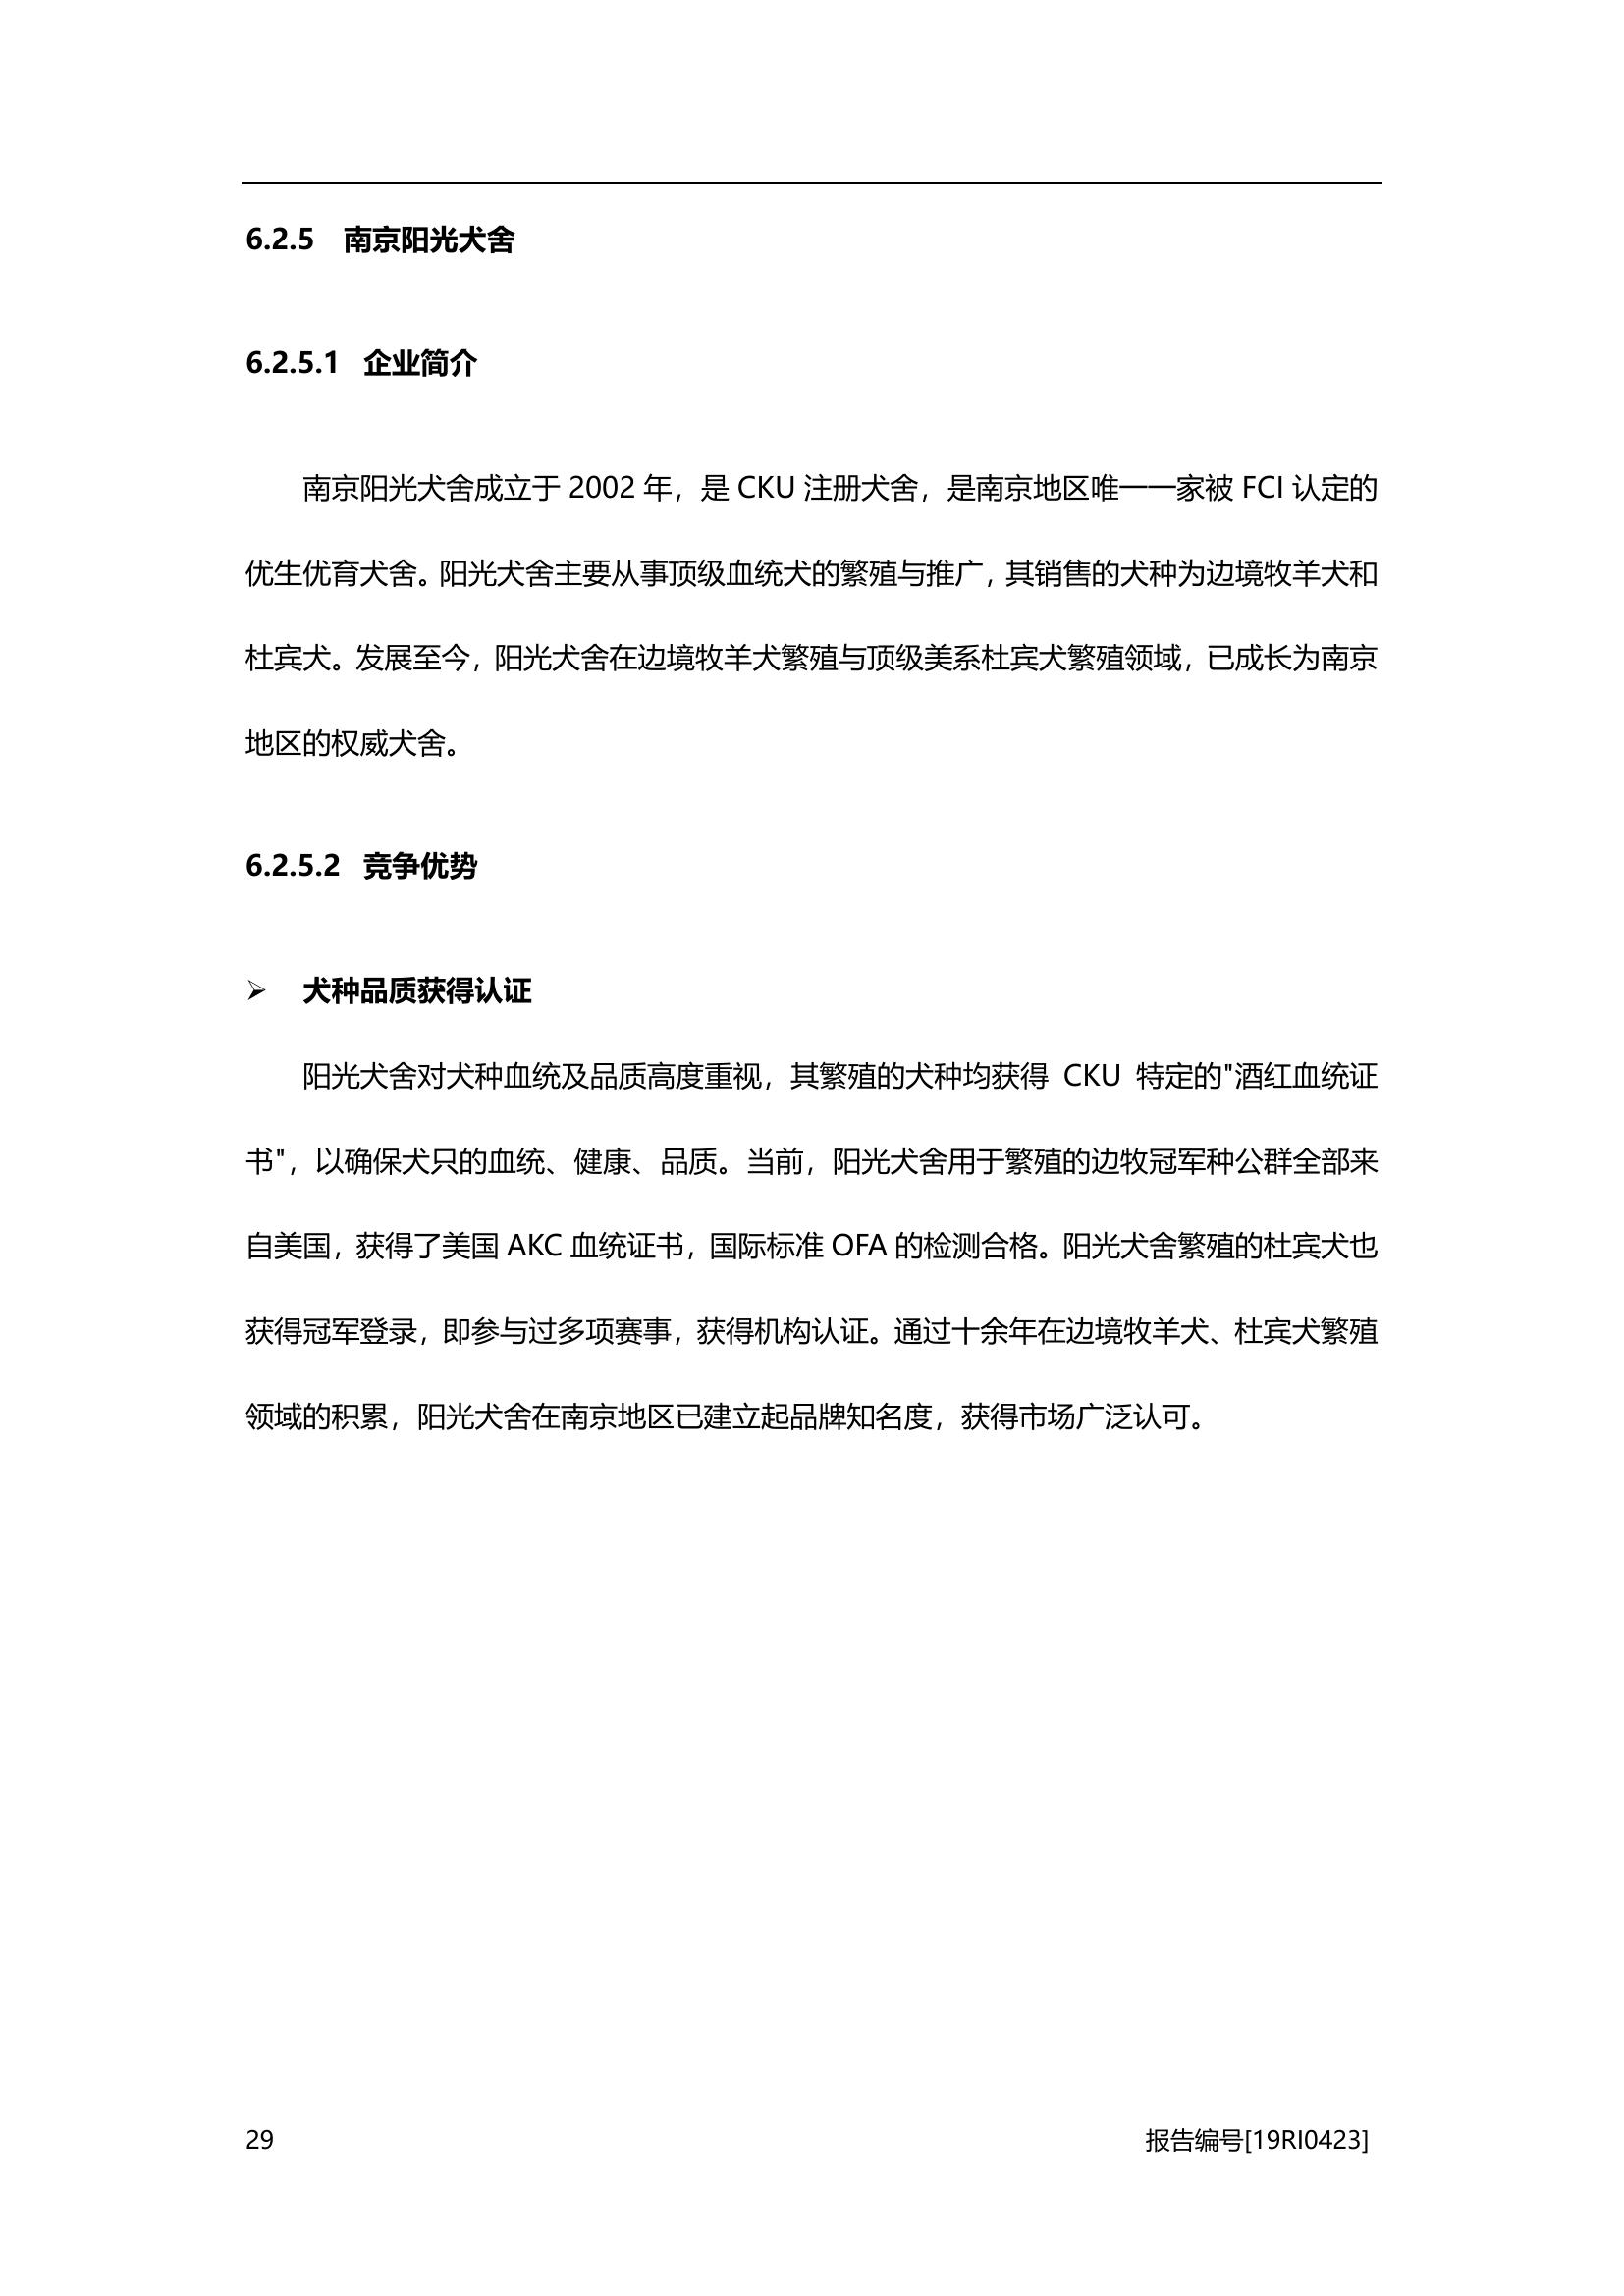 6.2.5 南京阳光犬舍
6.2.5.1 企业简介
南京阳光犬舍成立于 2002 年，是 CKU 注册犬舍，是南京地区唯一一家被 FCI 认定的
优生优育犬舍。阳光犬舍主要从事顶级血统犬的繁殖与推广，其销售的犬种为边境牧羊犬和
杜宾犬。发展至今，阳光犬舍在边境牧羊犬繁殖与顶级美系杜宾犬繁殖领域，已成长为南京
地区的权威犬舍。
6.2.5.2 竞争优势
➢ 犬种品质获得认证
阳光犬舍对犬种血统及品质高度重视，其繁殖的犬种均获得 CKU 特定的"酒红血统证
书"，以确保犬只的血统、健康、品质。当前，阳光犬舍用于繁殖的边牧冠军种公群全部来
自美国，获得了美国 AKC 血统证书，国际标准 OFA 的检测合格。阳光犬舍繁殖的杜宾犬也
获得冠军登录，即参与过多项赛事，获得机构认证。通过十余年在边境牧羊犬、杜宾犬繁殖
领域的积累，阳光犬舍在南京地区已建立起品牌知名度，获得市场广泛认可。
29 报告编号[19RI0423]